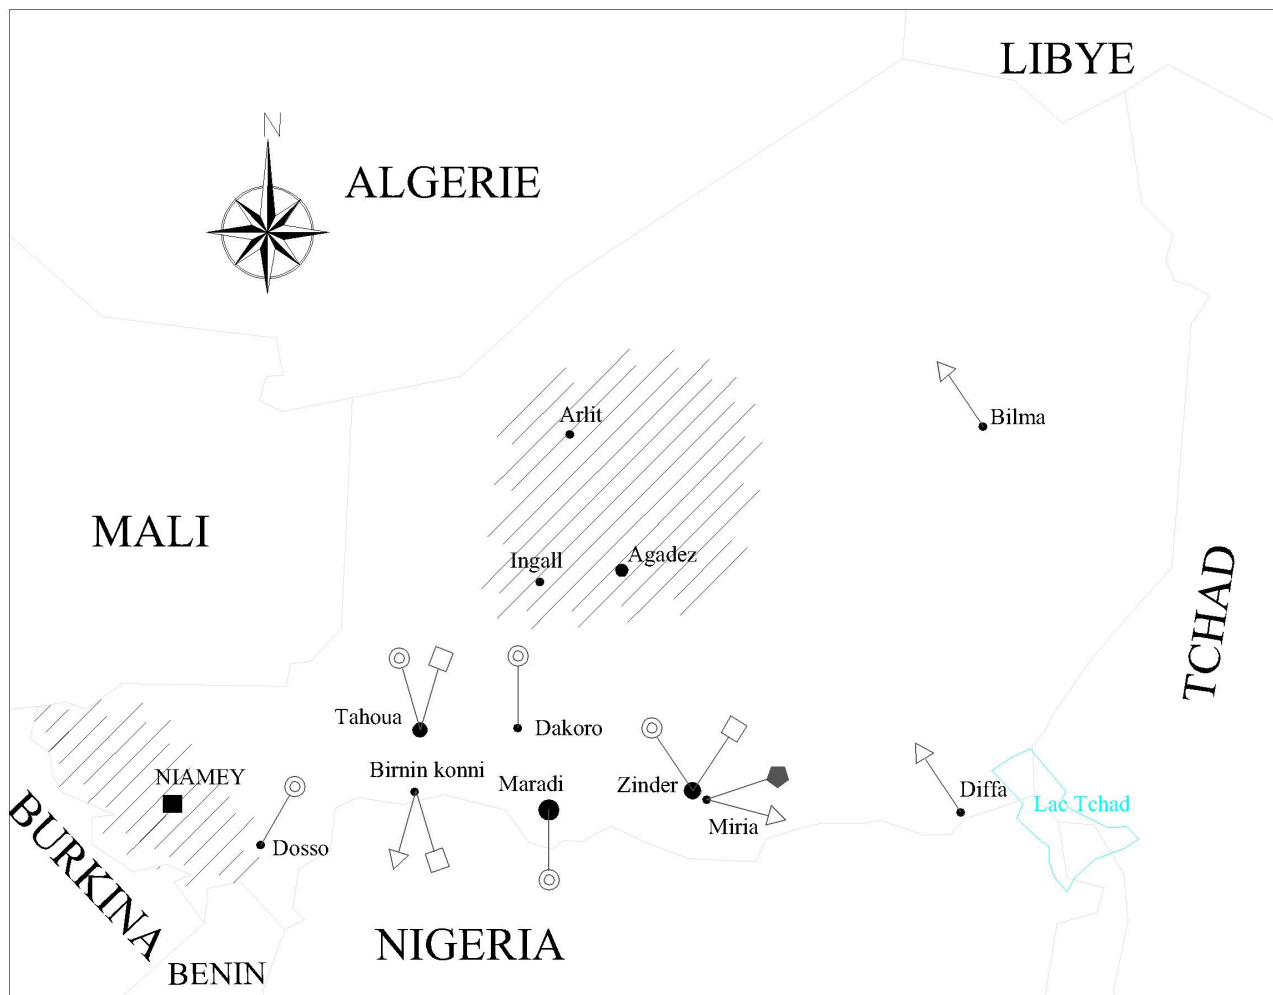 LIBYE
N
ALGERIE
Arlit
Bilma
MALI
Ingall
Agadez
TCHAD
Tahoua
Dakoro
NIAMEY
Birnin konni
Maradi
Zinder
Diffa
Lac Tchad
Miria
Dosso
BURKINA
NIGERIA
BENIN